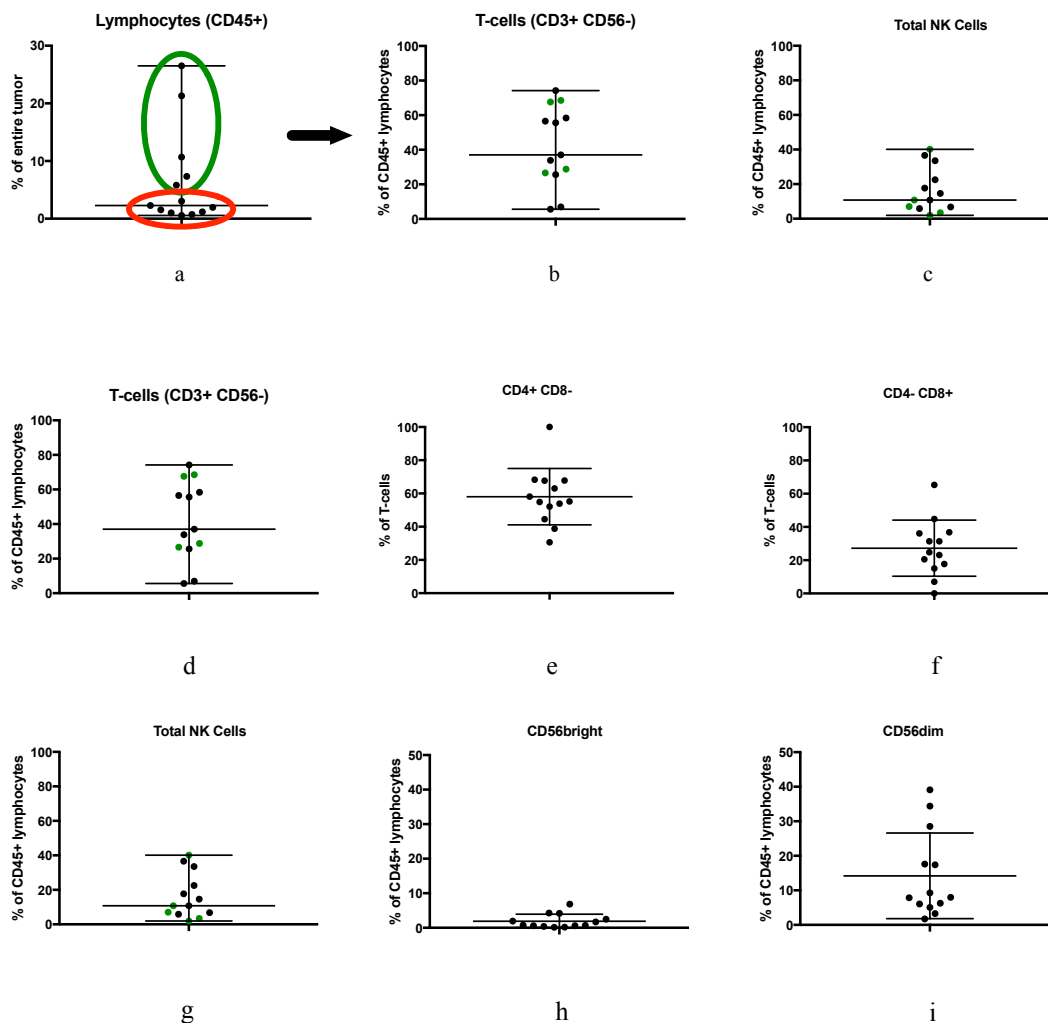 Lymphocytes (CD45+)
% of entire tumor
30
20
10
0
a
T-cells (CD3+ CD56-)
% of CD45+ lymphocytes
100
80
60
40
20
0
b
Total NK Cells
% of CD45+ lymphocytes
100
80
60
40
20
0
c
T-cells (CD3+ CD56-)
% of CD45+ lymphocytes
100
80
60
40
20
0
d
CD4+ CD8-
% of T-cells
100
80
60
40
20
0
e
CD4- CD8+
% of T-cells
100
80
60
40
20
0
f
Total NK Cells
% of CD45+ lymphocytes
100
80
60
40
20
0
g
CD56bright
% of CD45+ lymphocytes
50
40
30
20
10
0
h
CD56dim
% of CD45+ lymphocytes
50
40
30
20
10
0
i